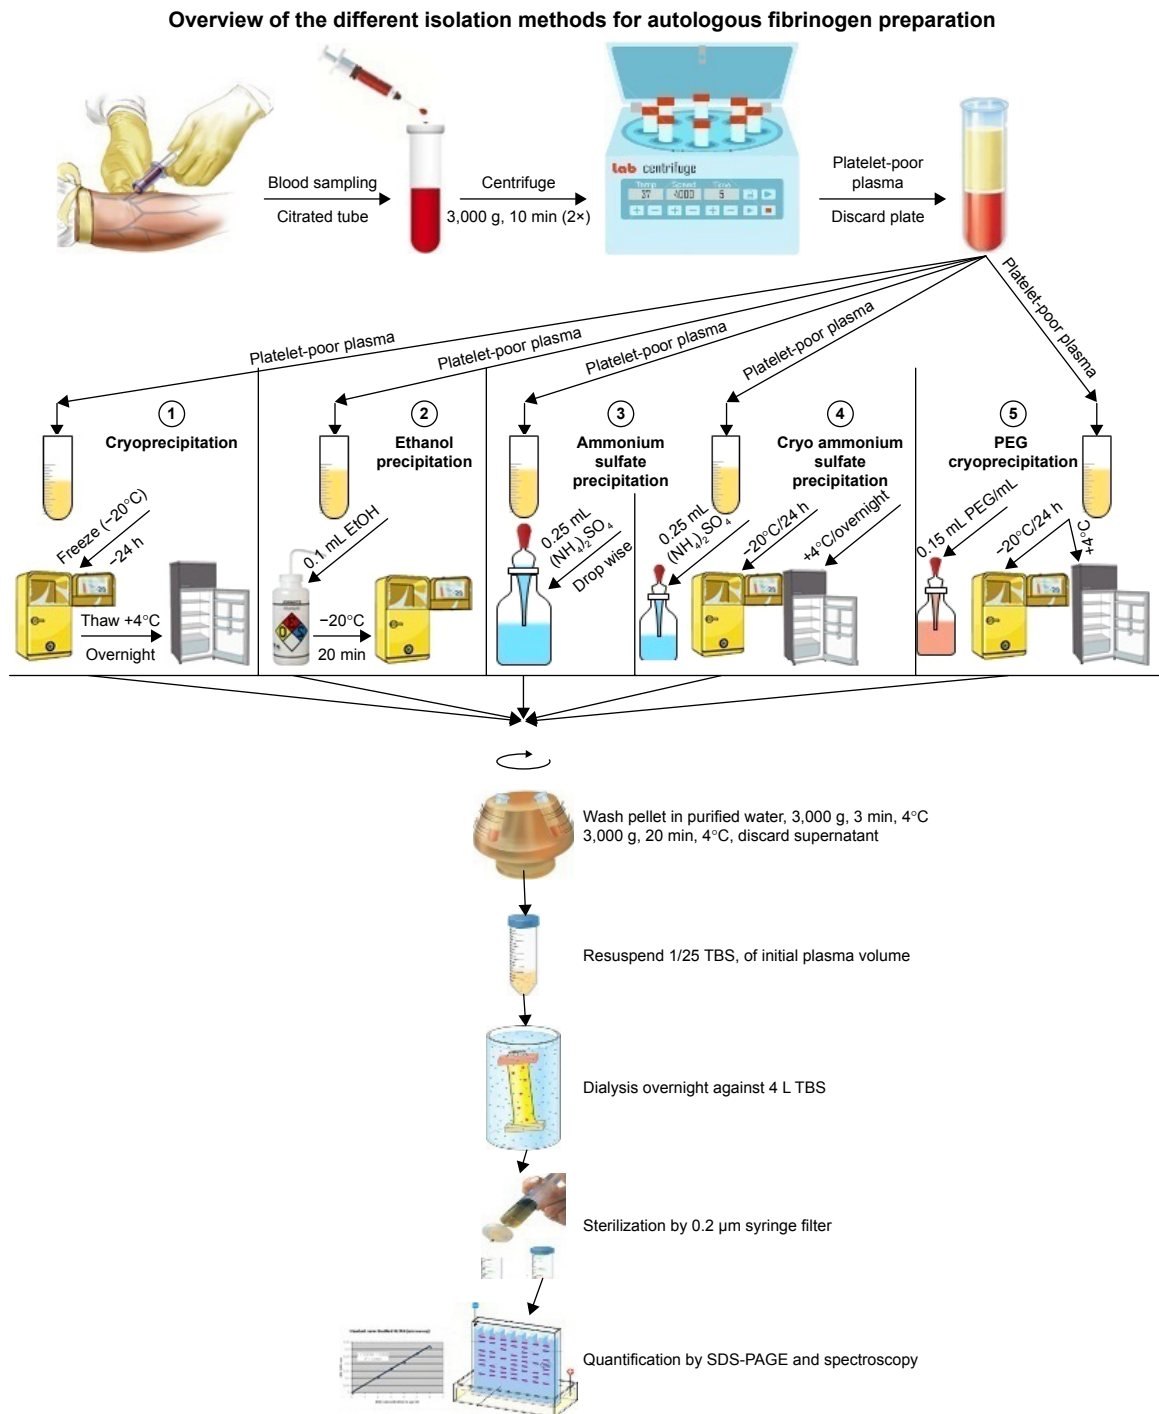 Overview of the different isolation methods for autologous fibrinogen preparation
Blood sampling
Citrated tube
Centrifuge
3,000 g, 10 min (2×)
lab centrifuge
Temp
Speed
Time
37
4000
5
Platelet-poor
plasma
Discard plate
Platelet-poor plasma
Platelet-poor plasma
Platelet-poor plasma
Platelet-poor plasma
Platelet-poor plasma
1
Cryoprecipitation
Freeze (−20°C)
~24 h
Thaw +4°C
Overnight
2
Ethanol
precipitation
0.1 mL EtOH
−20°C
20 min
3
Ammonium
sulfate
precipitation
0.25 mL
(NH₄)₂SO₄
Drop wise
4
Cryo ammonium
sulfate
precipitation
0.25 mL
(NH₄)₂SO₄
−20°C/24 h
+4°C/overnight
5
PEG
cryoprecipitation
0.15 mL PEG/mL
−20°C/24 h
+4°C
Wash pellet in purified water, 3,000 g, 3 min, 4°C
3,000 g, 20 min, 4°C, discard supernatant
Resuspend 1/25 TBS, of initial plasma volume
Dialysis overnight against 4 L TBS
Sterilization by 0.2 μm syringe filter
Quantification by SDS-PAGE and spectroscopy